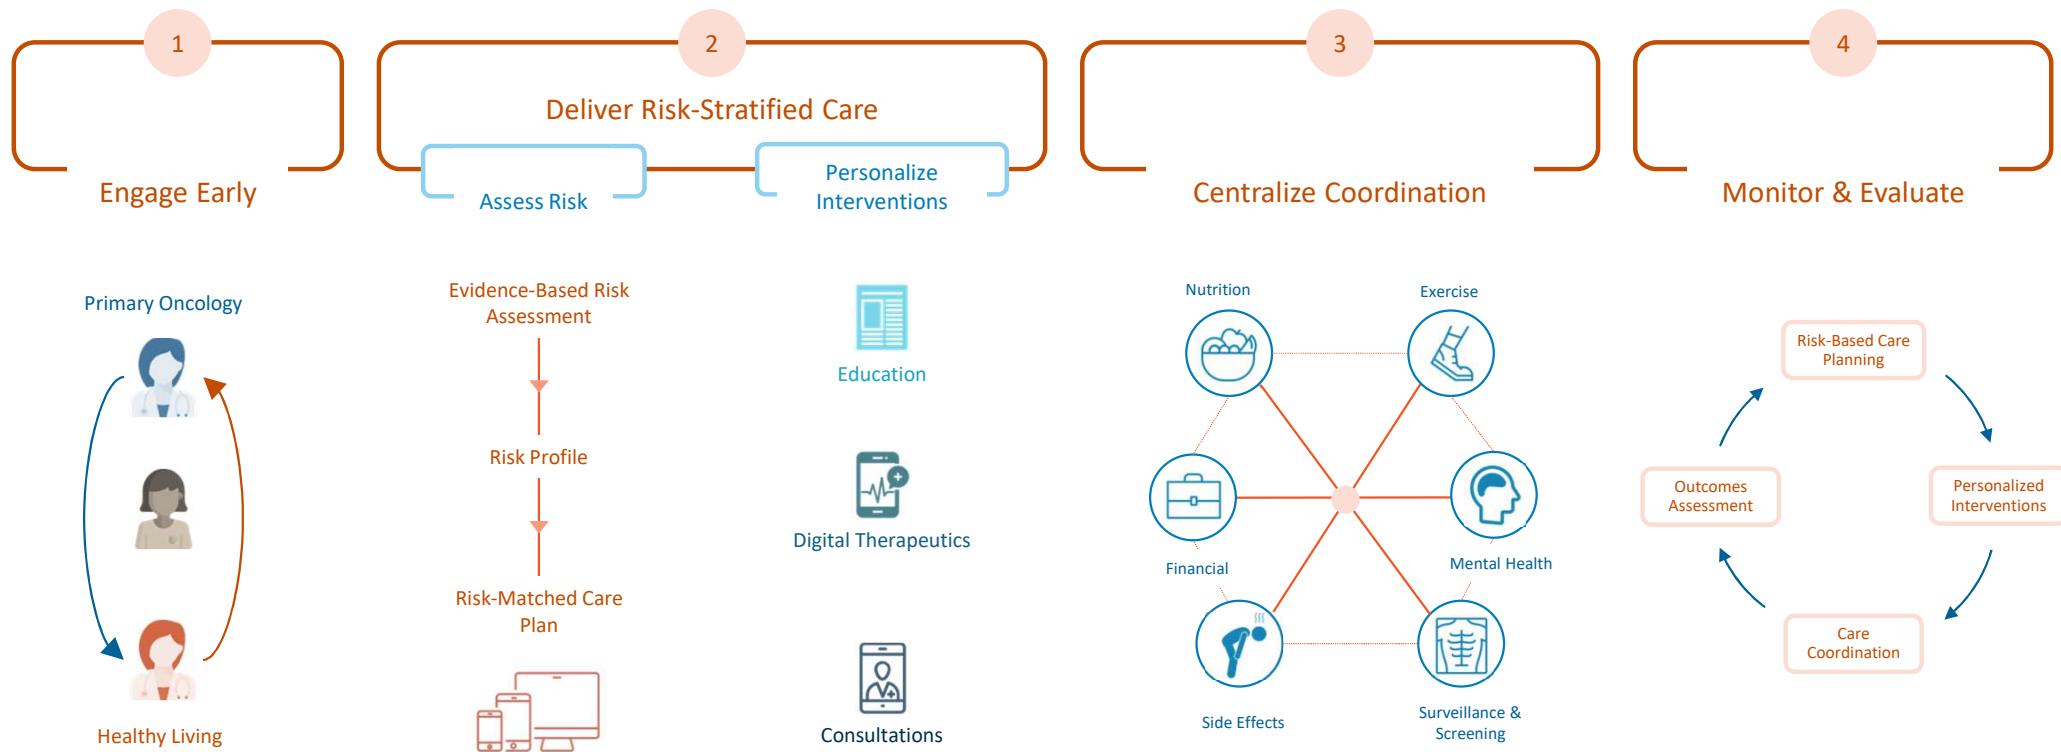 1
Engage Early
Primary Oncology
Healthy Living
2
Deliver Risk-Stratified Care
Assess Risk
Evidence-Based Risk
Assessment
Risk Profile
Risk-Matched Care
Plan
Personalize
Interventions
Education
Digital Therapeutics
Consultations
3
Centralize Coordination
Nutrition
Exercise
Financial
Mental Health
Side Effects
Surveillance &
Screening
4
Monitor & Evaluate
Risk-Based Care
Planning
Personalized
Interventions
Care
Coordination
Outcomes
Assessment